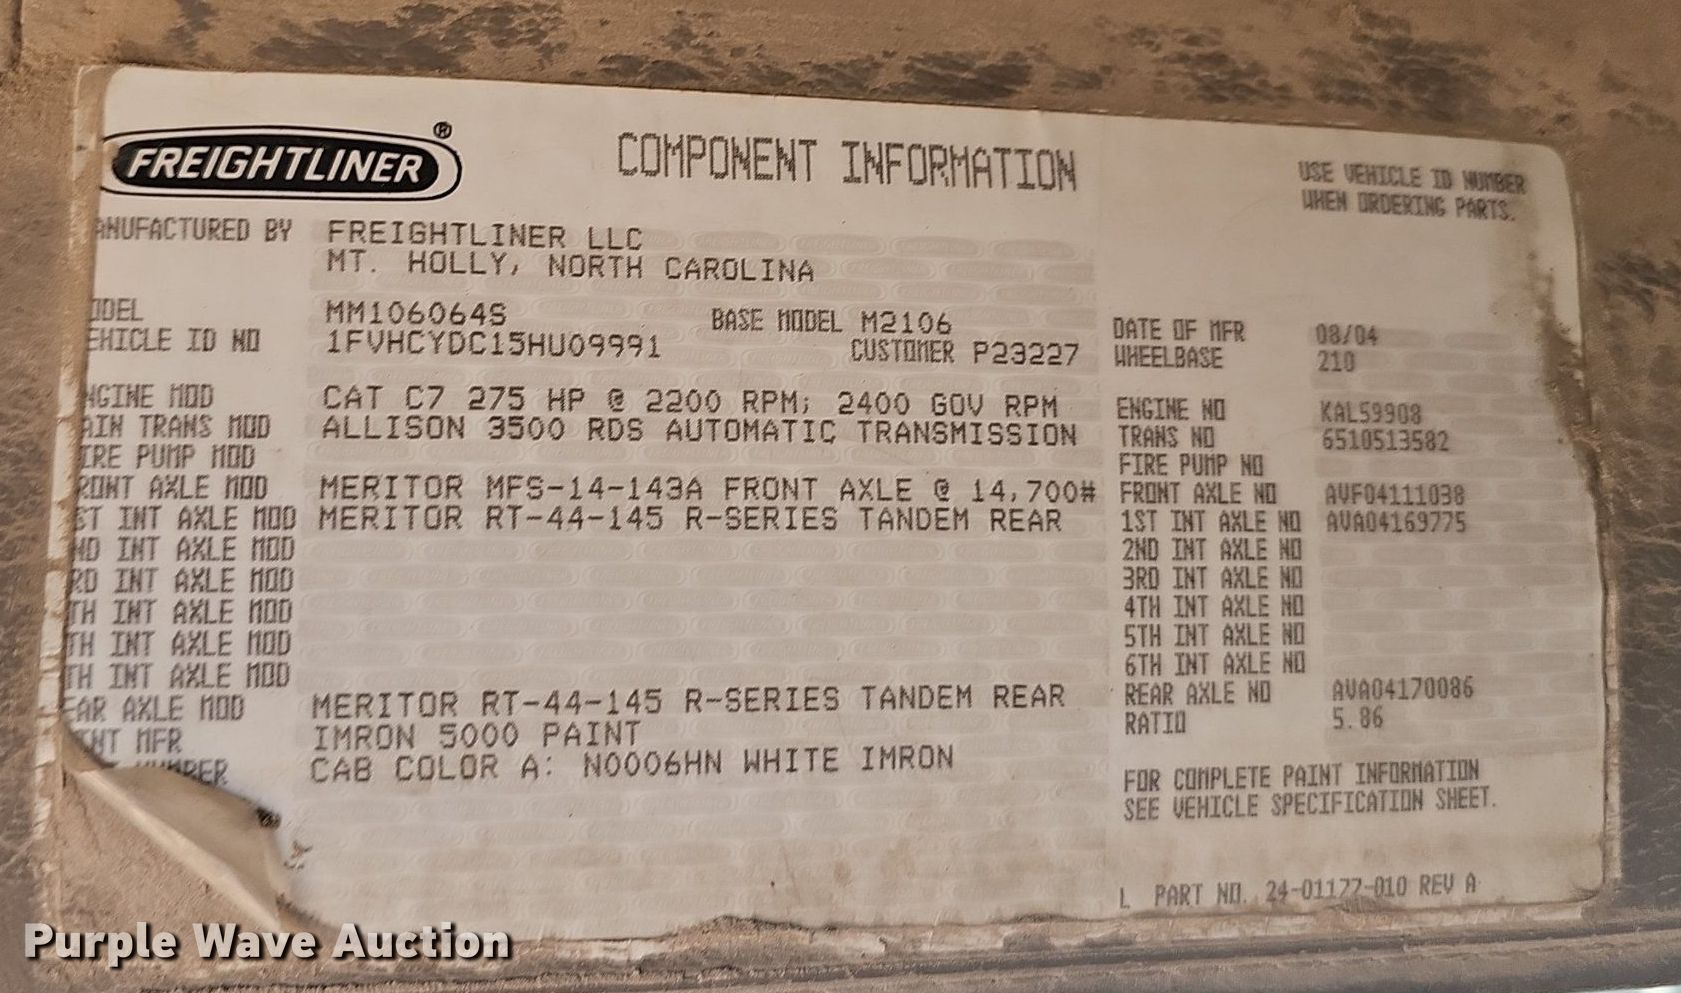 FREIGHTLINER ®
COMPONENT INFORMATION
USE VEHICLE ID NUMBER
WHEN ORDERING PARTS.
ANUFACTURED BY FREIGHTLINER LLC
MT. HOLLY, NORTH CAROLINA
ODEL MM106064S BASE MODEL M2106 DATE OF MFR 08/04
EHICLE ID NO 1FVHCYDC15HU09991 CUSTOMER P23227 WHEELBASE 210
NGINE MOD CAT C7 275 HP @ 2200 RPM; 2400 GOV RPM ENGINE NO KAL59908
AIN TRANS MOD ALLISON 3500 RDS AUTOMATIC TRANSMISSION TRANS NO 6510513582
IRE PUMP MOD FIRE PUMP NO
RONT AXLE MOD MERITOR MFS-14-143A FRONT AXLE @ 14,700# FRONT AXLE NO AVF04111038
ST INT AXLE MOD MERITOR RT-44-145 R-SERIES TANDEM REAR 1ST INT AXLE NO AVA04169775
ND INT AXLE MOD 2ND INT AXLE NO
RD INT AXLE MOD 3RD INT AXLE NO
TH INT AXLE MOD 4TH INT AXLE NO
TH INT AXLE MOD 5TH INT AXLE NO
TH INT AXLE MOD 6TH INT AXLE NO
EAR AXLE MOD MERITOR RT-44-145 R-SERIES TANDEM REAR REAR AXLE NO AVA04170086
INT MFR IMRON 5000 PAINT RATIO 5.86
CAB COLOR A: N0006HN WHITE IMRON
FOR COMPLETE PAINT INFORMATION
SEE VEHICLE SPECIFICATION SHEET.
L PART NO. 24-01177-010 REV A
Purple Wave Auction